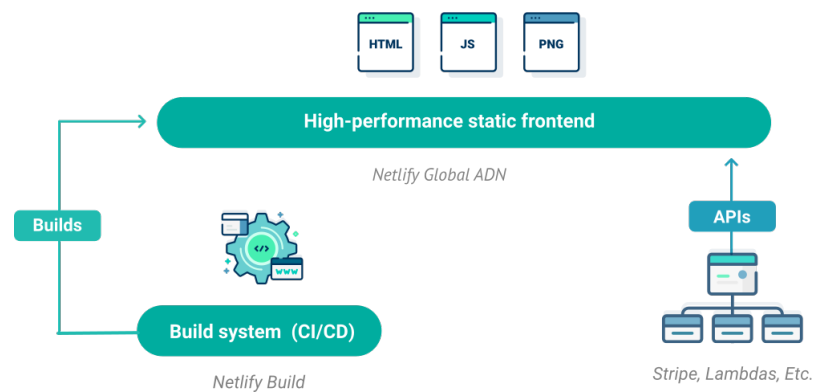 HTML
JS
PNG
High-performance static frontend
Netlify Global ADN
Builds
APIs
</>
www
Build system (CI/CD)
Netlify Build
Stripe, Lambdas, Etc.